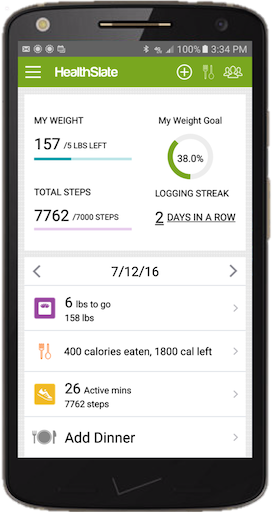 100% 3:34 PM
HealthSlate
MY WEIGHT
157 /5 LBS LEFT
My Weight Goal
38.0%
TOTAL STEPS
7762 /7000 STEPS
LOGGING STREAK
2 DAYS IN A ROW
7/12/16
6 lbs to go
158 lbs
400 calories eaten, 1800 cal left
26 Active mins
7762 steps
Add Dinner